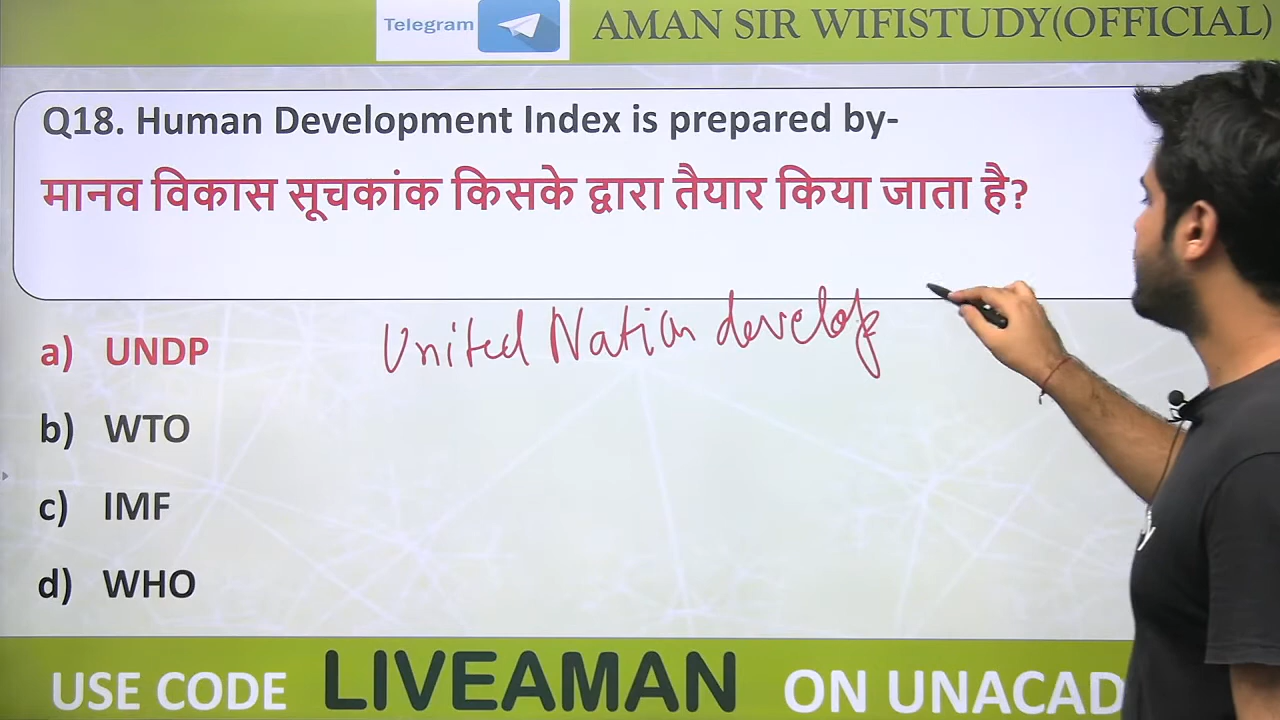 Telegram
AMAN SIR WIFISTUDY(OFFICIAL)
Q18. Human Development Index is prepared by-
मानव विकास सूचकांक किसके द्वारा तैयार किया जाता है?
United Nation develop
a) UNDP
b) WTO
c) IMF
d) WHO
USE CODE LIVEAMAN ON UNACAD